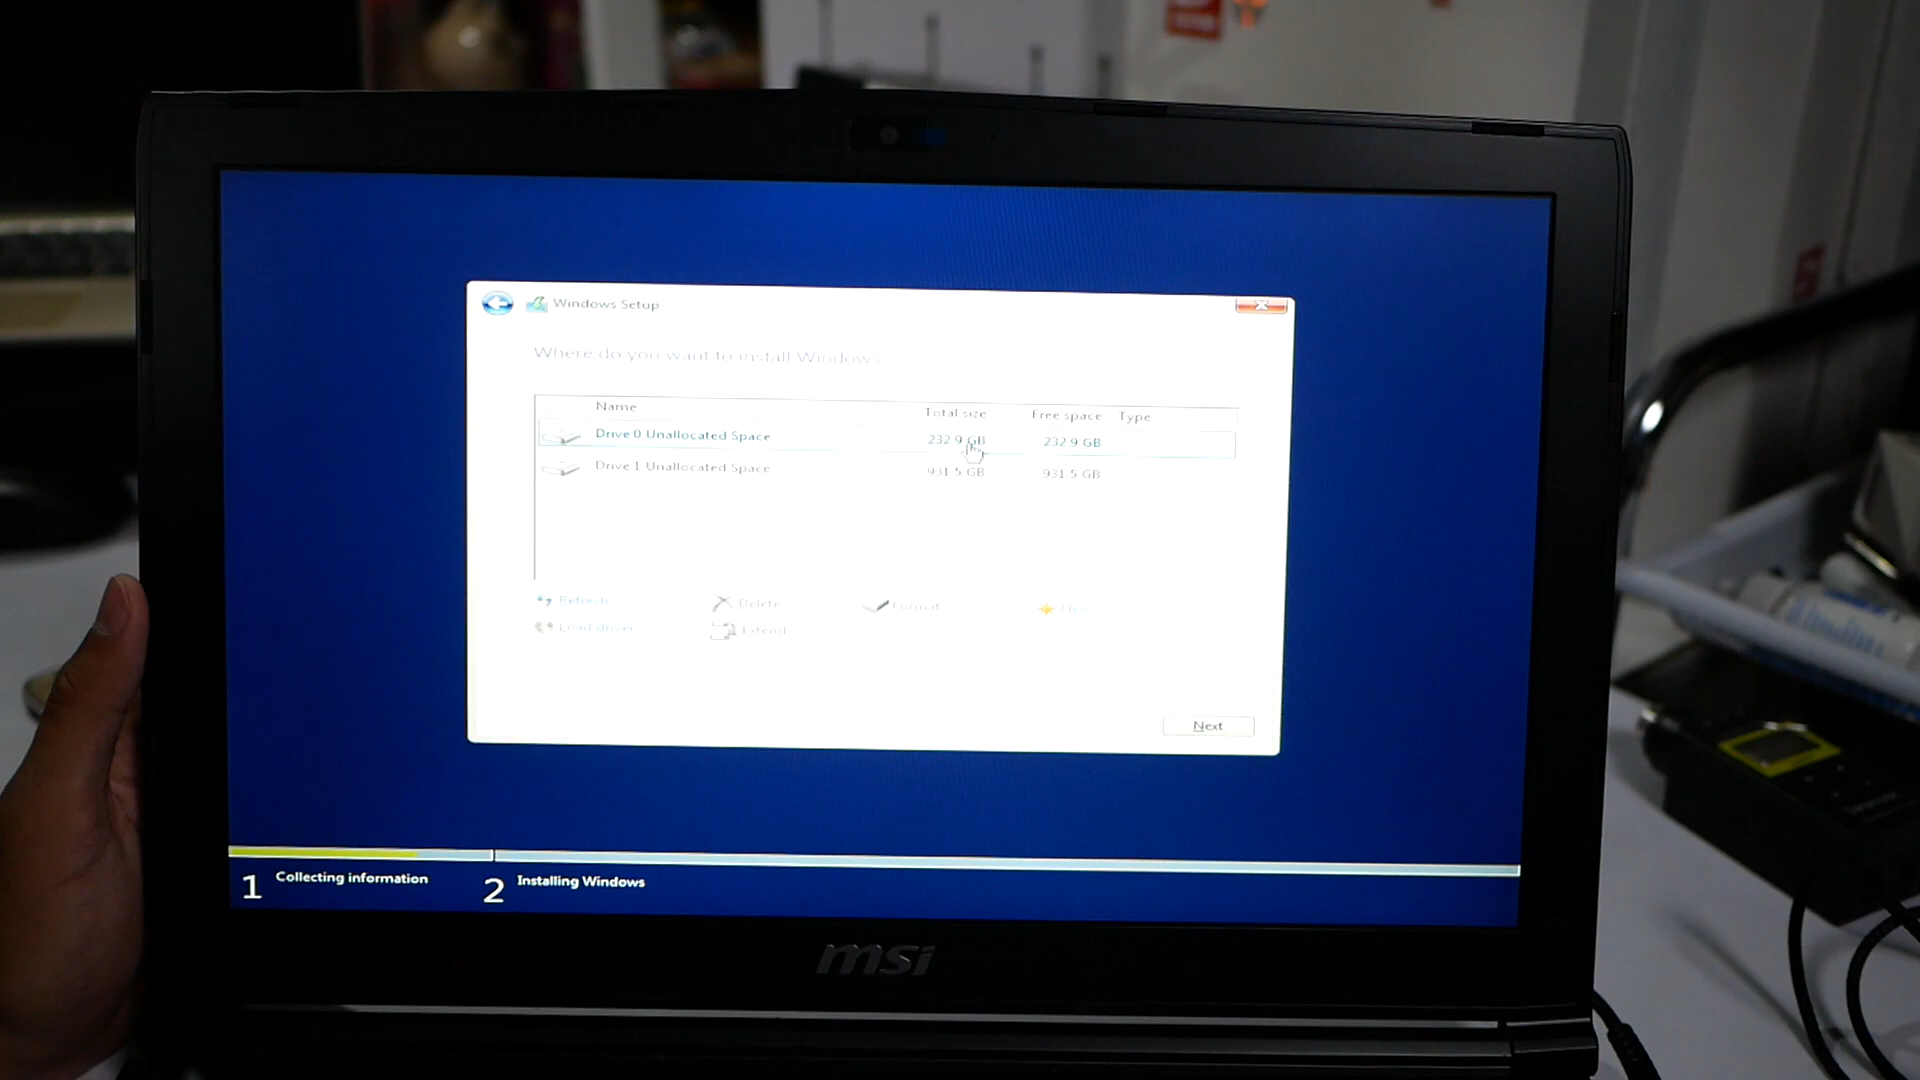 Windows Setup
Where do you want to install Windows
Name Total size Free space Type
Drive 0 Unallocated Space 232.9 GB 232.9 GB
Drive 1 Unallocated Space 931.5 GB 931.5 GB
Refresh Delete Format New
Load driver Extend
Next
1 Collecting information 2 Installing Windows
msi